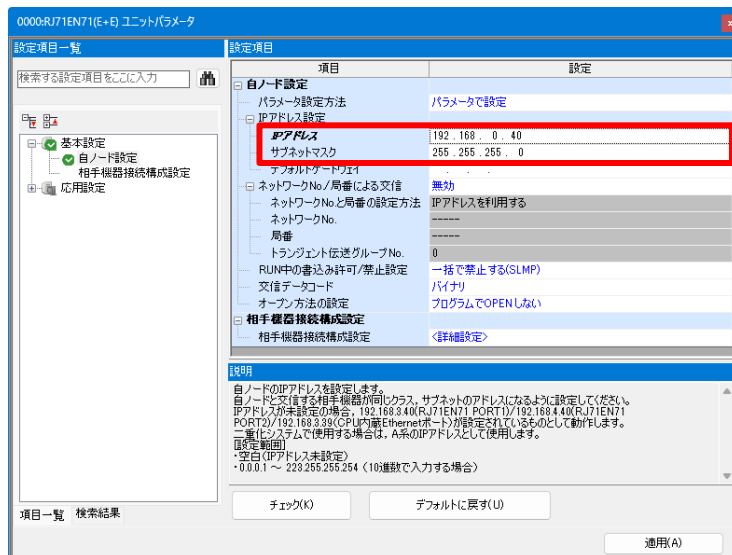 0000:RJ71EN71(E+E) ユニットパラメータ
設定項目一覧
検索する設定項目をここに入力
基本設定
自ノード設定
相手機器接続構成設定
応用設定
項目一覧 検索結果
設定項目
項目 設定
自ノード設定
パラメータ設定方法 パラメータで設定
IPアドレス設定
IPアドレス 192 . 168 . 0 . 40
サブネットマスク 255 . 255 . 255 . 0
デフォルトゲートウェイ . . .
ネットワークNo./局番による交信 無効
ネットワークNo.と局番の設定方法 IPアドレスを利用する
ネットワークNo. -----
局番 -----
トランジェント伝送グループNo. 0
RUN中の書込み許可/禁止設定 一括で禁止する(SLMP)
交信データコード バイナリ
オープン方法の設定 プログラムでOPENしない
相手機器接続構成設定
相手機器接続構成設定 <詳細設定>
説明
自ノードのIPアドレスを設定します。
自ノードと交信する相手機器が同じクラス，サブネットのアドレスになるように設定してください。
IPアドレスが未設定の場合，192.168.3.40(RJ71EN71 PORT1)/192.168.4.40(RJ71EN71
PORT2)/192.168.3.39(CPU内蔵Ethernetポート)が設定されているものとして動作します。
二重化システムで使用する場合は，A系のIPアドレスとして使用します。
[設定範囲]
・空白(IPアドレス未設定)
・0.0.0.1 ～ 223.255.255.254 (10進数で入力する場合)
チェック(K) デフォルトに戻す(U)
適用(A)